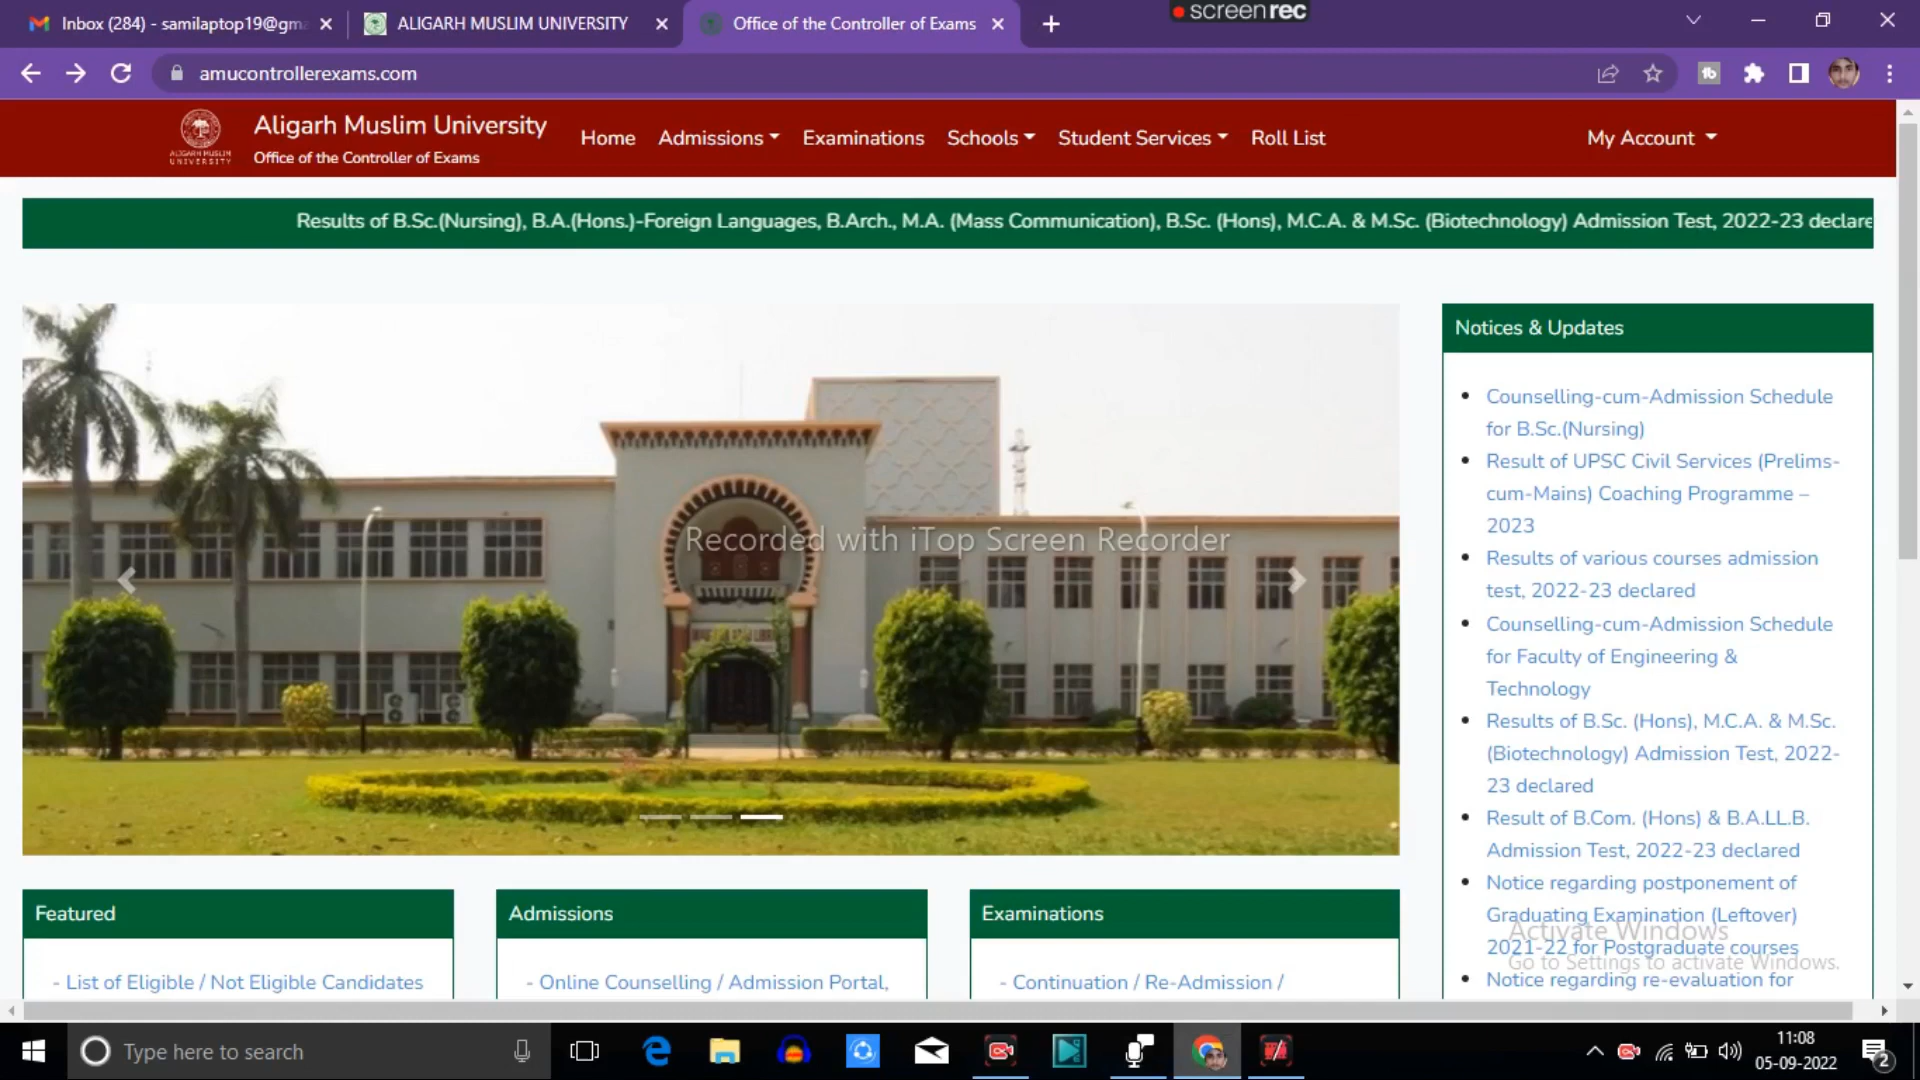 screenrec
Inbox (284) - samilaptop19@gm
ALIGARH MUSLIM UNIVERSITY
Office of the Controller of Exams
amucontrollerexams.com
ALIGARH MUSLIM
UNIVERSITY
Aligarh Muslim University
Office of the Controller of Exams
Home
Admissions
Examinations
Schools
Student Services
Roll List
My Account
Results of B.Sc.(Nursing), B.A.(Hons.)-Foreign Languages, B.Arch., M.A. (Mass Communication), B.Sc. (Hons), M.C.A. & M.Sc. (Biotechnology) Admission Test, 2022-23 declare
Recorded with iTop Screen Recorder
Notices & Updates
Counselling-cum-Admission Schedule
for B.Sc.(Nursing)
Result of UPSC Civil Services (Prelims-
cum-Mains) Coaching Programme –
2023
Results of various courses admission
test, 2022-23 declared
Counselling-cum-Admission Schedule
for Faculty of Engineering &
Technology
Results of B.Sc. (Hons), M.C.A. & M.Sc.
(Biotechnology) Admission Test, 2022-
23 declared
Result of B.Com. (Hons) & B.A.LL.B.
Admission Test, 2022-23 declared
Notice regarding postponement of
Graduating Examination (Leftover)
2021-22 for Postgraduate courses
Notice regarding re-evaluation for
Activate Windows
Go to Settings to activate Windows.
Featured
- List of Eligible / Not Eligible Candidates
Admissions
- Online Counselling / Admission Portal,
Examinations
- Continuation / Re-Admission /
Type here to search
11:08
05-09-2022
2